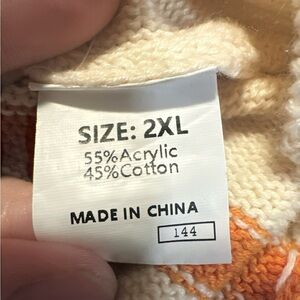 SIZE: 2XL
55%Acrylic
45%Cotton
MADE IN CHINA
144